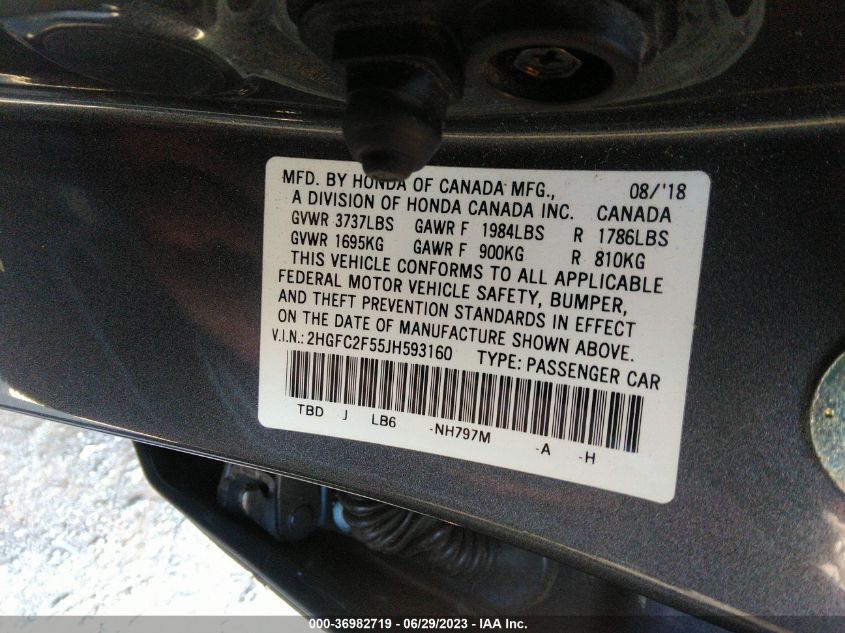 MFD. BY HONDA OF CANADA MFG., 08/'18
A DIVISION OF HONDA CANADA INC. CANADA
GVWR 3737LBS GAWR F 1984LBS R 1786LBS
GVWR 1695KG GAWR F 900KG R 810KG
THIS VEHICLE CONFORMS TO ALL APPLICABLE
FEDERAL MOTOR VEHICLE SAFETY, BUMPER,
AND THEFT PREVENTION STANDARDS IN EFFECT
ON THE DATE OF MANUFACTURE SHOWN ABOVE.
V.I.N.: 2HGFC2F55JH593160 TYPE: PASSENGER CAR
TBD J LB6 -NH797M -A -H
000-36982719 - 06/29/2023 - IAA Inc.